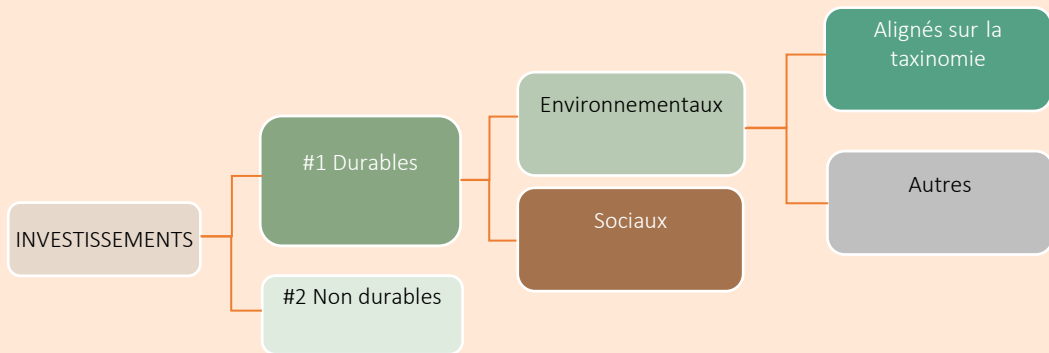 INVESTISSEMENTS
#1 Durables
#2 Non durables
Environnementaux
Sociaux
Alignés sur la
taxinomie
Autres